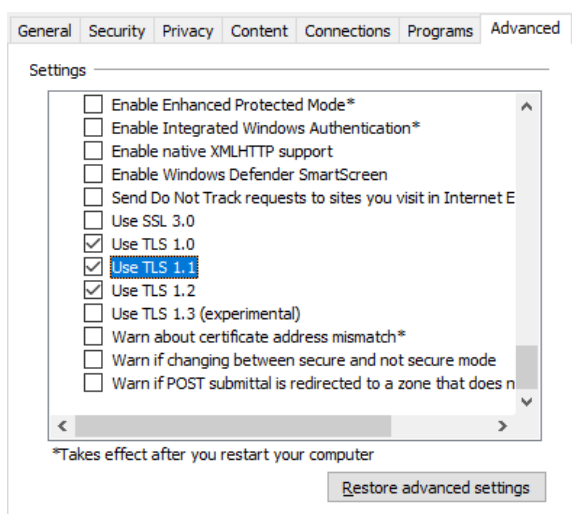 General Security Privacy Content Connections Programs Advanced
Settings
Enable Enhanced Protected Mode*
Enable Integrated Windows Authentication*
Enable native XMLHTTP support
Enable Windows Defender SmartScreen
Send Do Not Track requests to sites you visit in Internet E
Use SSL 3.0
Use TLS 1.0
Use TLS 1.1
Use TLS 1.2
Use TLS 1.3 (experimental)
Warn about certificate address mismatch*
Warn if changing between secure and not secure mode
Warn if POST submittal is redirected to a zone that does n
*Takes effect after you restart your computer
Restore advanced settings